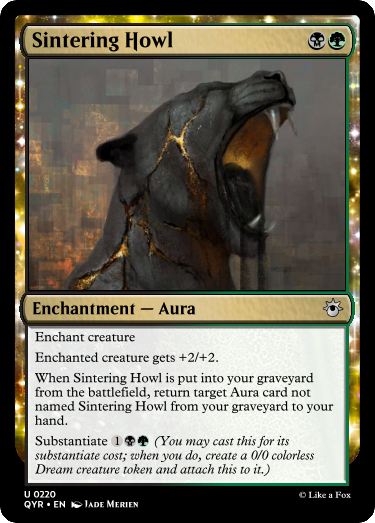 Sintering Howl
Enchantment — Aura
Enchant creature
Enchanted creature gets +2/+2.
When Sintering Howl is put into your graveyard
from the battlefield, return target Aura card not
named Sintering Howl from your graveyard to your
hand.
Substantiate 1 (You may cast this for its
substantiate cost; when you do, create a 0/0 colorless
Dream creature token and attach this to it.)
U 0220
QYR • EN Jade Merien
© Like a Fox